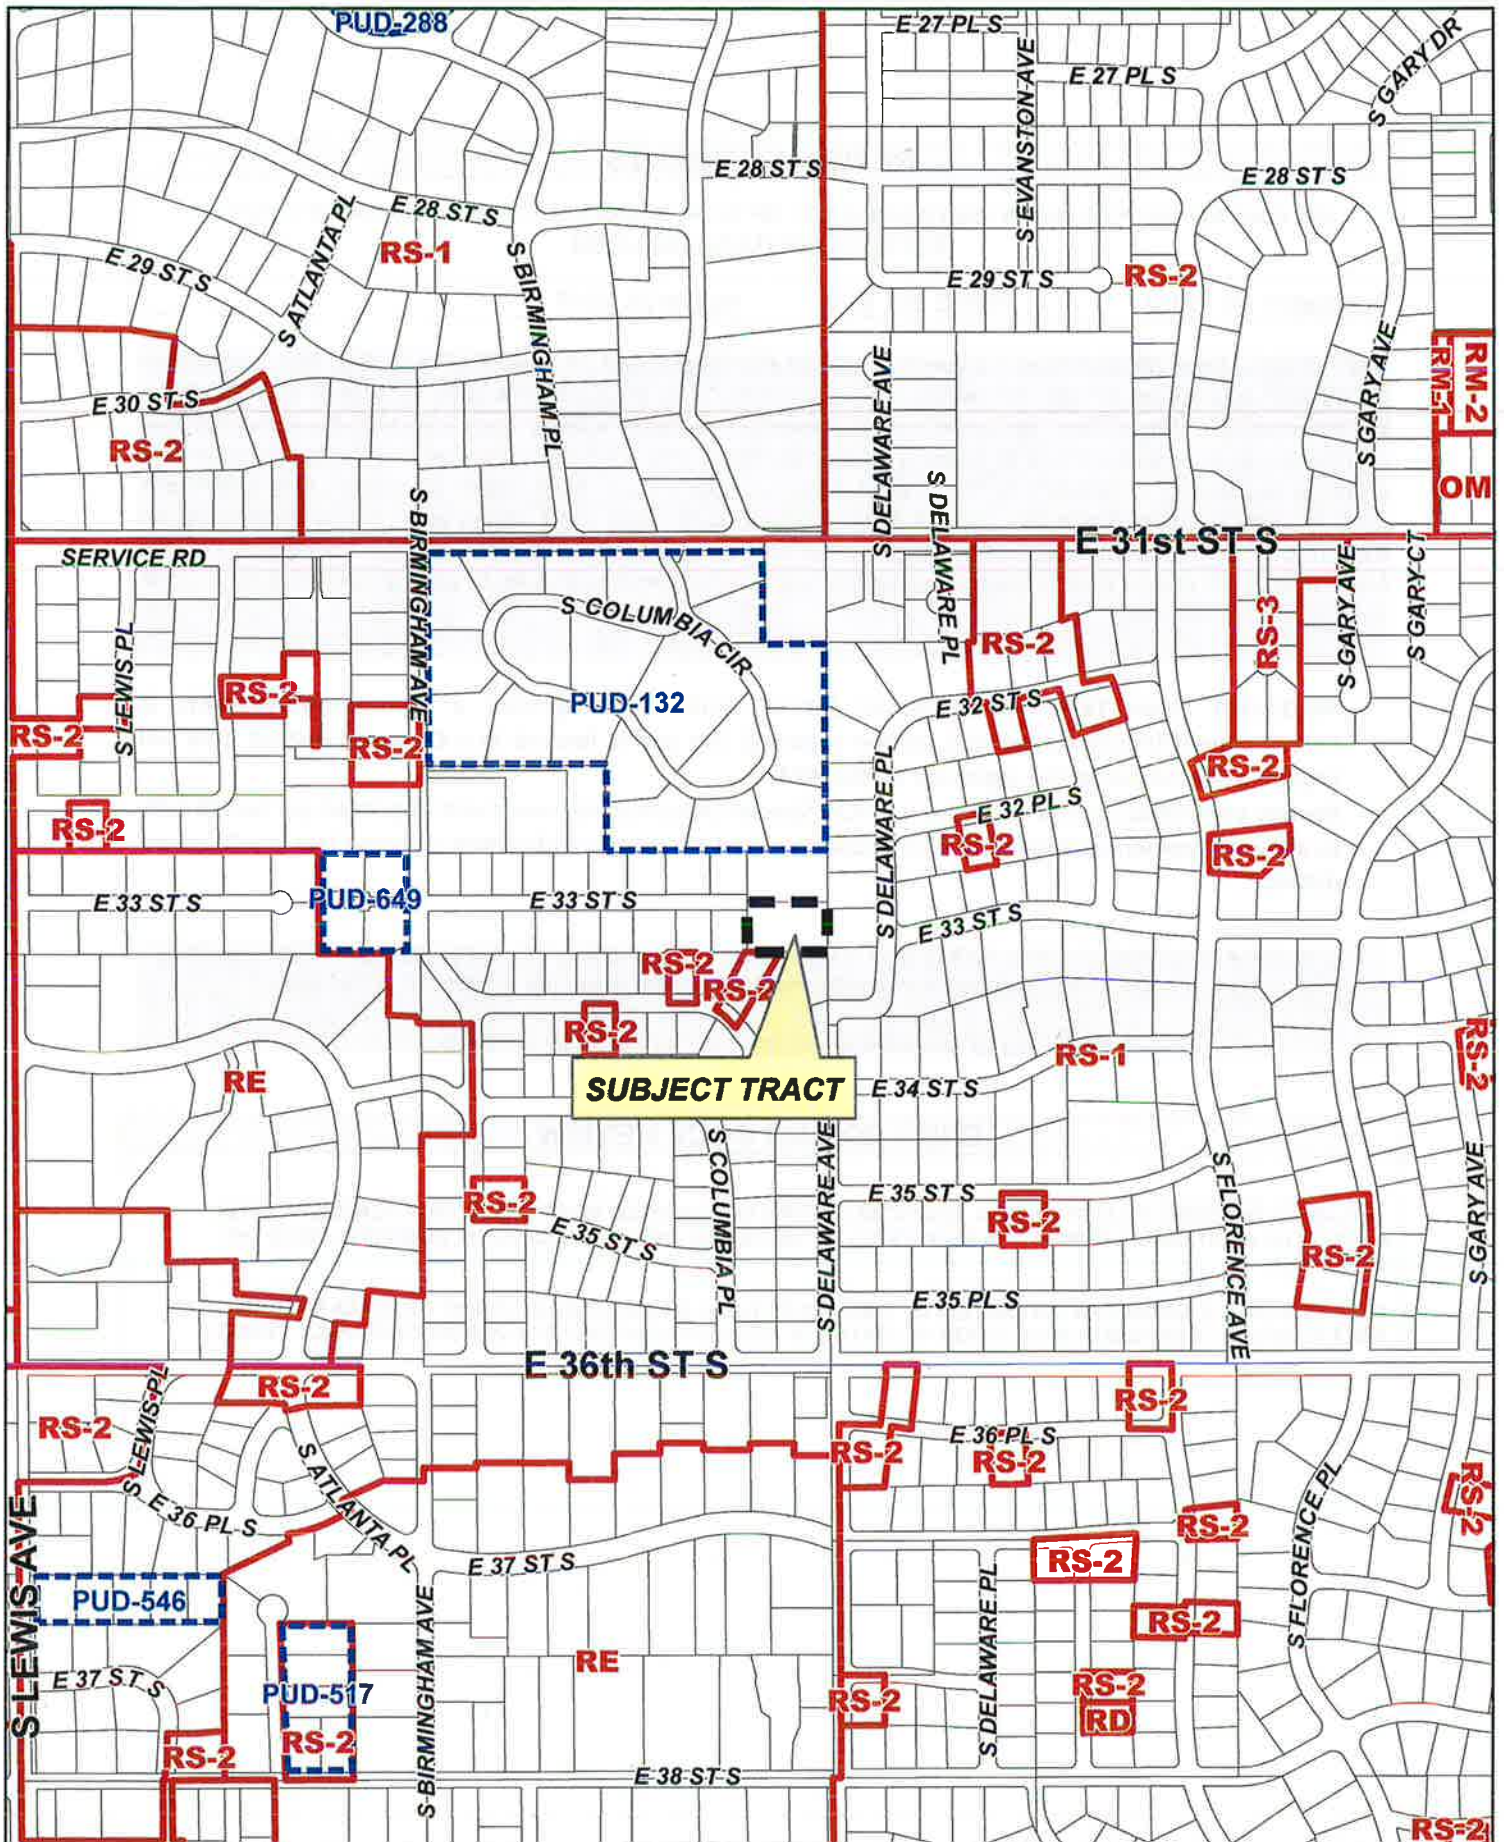 PUD-288
E 27 PL S
S GARY DR
E 27 PL S
S EVANSTON AVE
E 28 ST S
E 28 ST S
E 28 ST S
S ATLANTA PL
RS-1
E 29 ST S
S BIRMINGHAM PL
E 29 ST S
RS-2
S GARY AVE
RM-1
RM-2
E 30 ST S
RS-2
S DELAWARE AVE
S DELAWARE PL
OM
S BIRMINGHAM AVE
E 31st ST S
SERVICE RD
S COLUMBIA CIR
RS-3
S GARY AVE
S GARY CT
S LEWIS PL
RS-2
RS-2
PUD-132
E 32 ST S
RS-2
RS-2
RS-2
S DELAWARE PL
E 32 PL S
RS-2
RS-2
RS-2
PUD-649
E 33 ST S
E 33 ST S
E 33 ST S
RS-2
RS-2
RS-2
RE
SUBJECT TRACT
E 34 ST S
RS-1
RS-2
S COLUMBIA PL
S DELAWARE AVE
S FLORENCE AVE
S GARY AVE
E 35 ST S
RS-2
E 35 ST S
RS-2
RS-2
E 35 PL S
E 36th ST S
RS-2
S LEWIS PL
RS-2
S ATLANTA PL
RS-2
E 36 PL S
RS-2
RS-2
S FLORENCE PL
RS-2
S LEWIS AVE
E 36 PL S
RS-2
E 37 ST S
RS-2
S DELAWARE PL
PUD-546
RS-2
S BIRMINGHAM AVE
E 37 ST S
RE
PUD-517
RS-2
RS-2
RS-2
RD
RS-2
E 38 ST S
RS-2